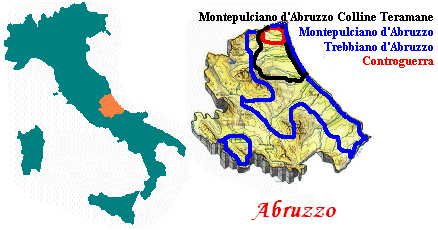 Montepulciano d'Abruzzo Colline Teramane
Montepulciano d'Abruzzo
Trebbiano d'Abruzzo
Controguerra
Abruzzo